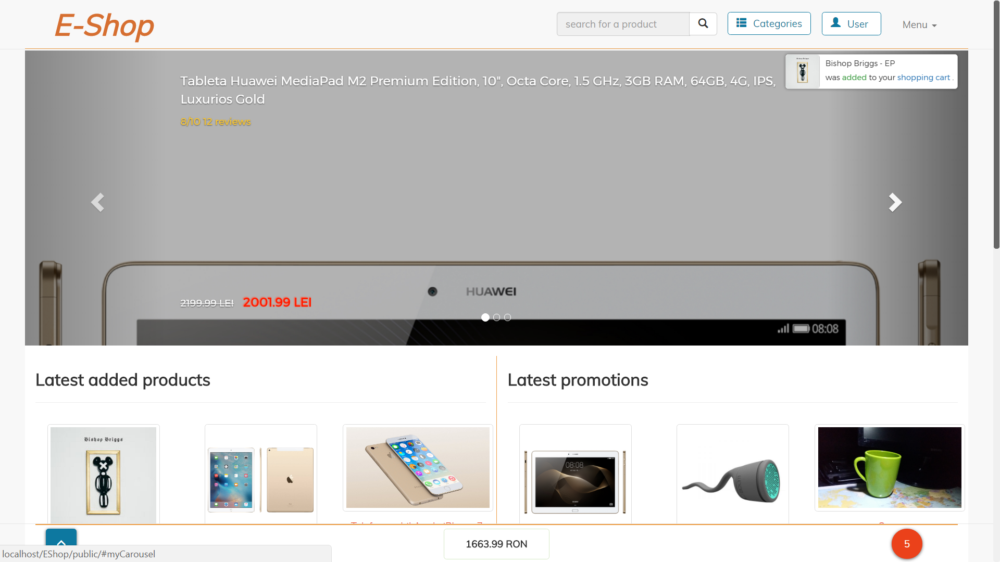 E-Shop
search for a product
Categories
User
Menu
Bishop Briggs - EP
was added to your shopping cart .
Tableta Huawei MediaPad M2 Premium Edition, 10", Octa Core, 1.5 GHz, 3GB RAM, 64GB, 4G, IPS,
Luxurios Gold
8/10 12 reviews
HUAWEI
2199.99 LEI 2001.99 LEI
08:08
Latest added products
Latest promotions
Bishop Briggs
08:08
1663.99 RON
5
localhost/EShop/public/#myCarousel